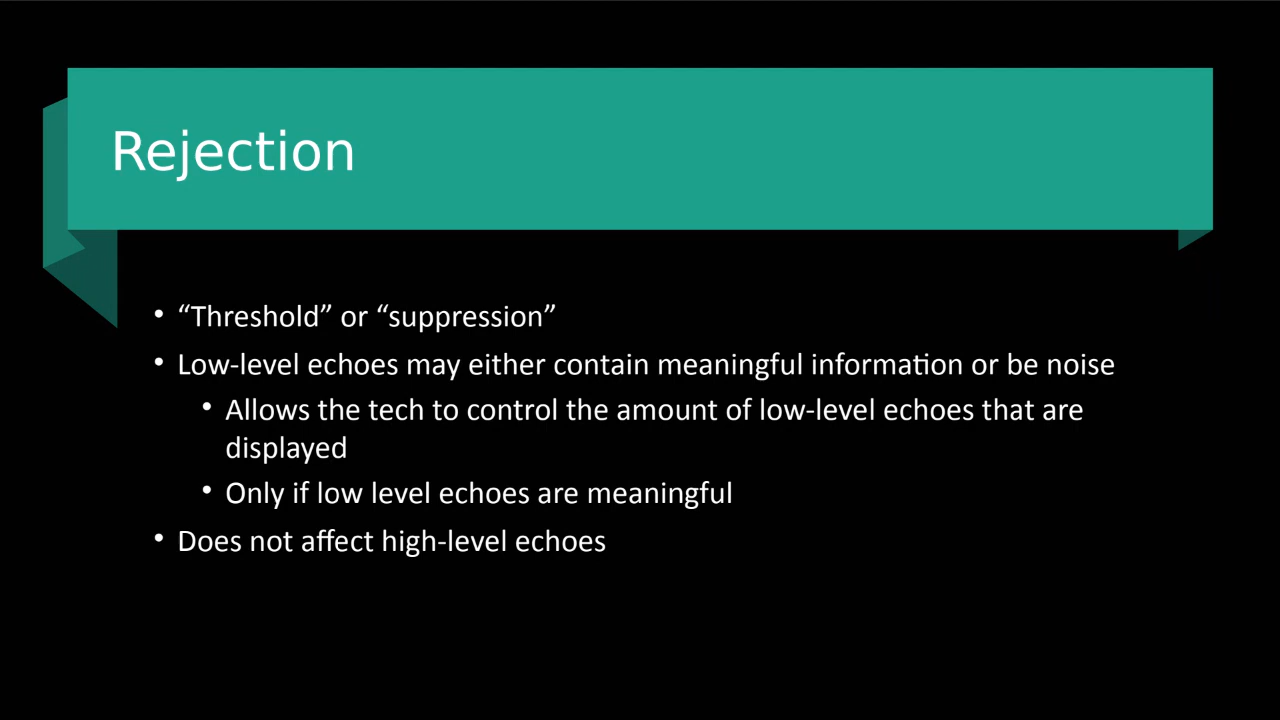 Rejection
• “Threshold” or “suppression”
• Low-level echoes may either contain meaningful information or be noise
• Allows the tech to control the amount of low-level echoes that are
displayed
• Only if low level echoes are meaningful
• Does not affect high-level echoes